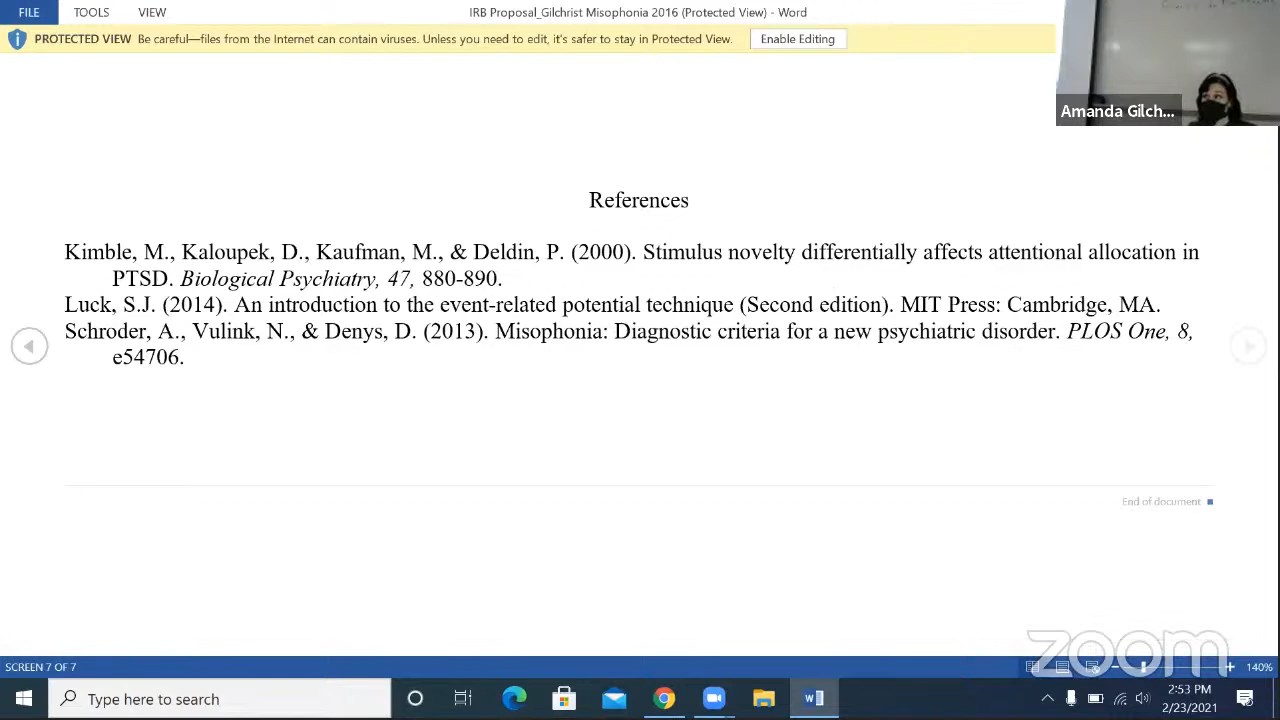 FILE TOOLS VIEW IRB Proposal_Gilchrist Misophonia 2016 (Protected View) - Word
PROTECTED VIEW Be careful—files from the Internet can contain viruses. Unless you need to edit, it's safer to stay in Protected View. Enable Editing
Amanda Gilch...
References
Kimble, M., Kaloupek, D., Kaufman, M., & Deldin, P. (2000). Stimulus novelty differentially affects attentional allocation in
PTSD. Biological Psychiatry, 47, 880-890.
Luck, S.J. (2014). An introduction to the event-related potential technique (Second edition). MIT Press: Cambridge, MA.
Schroder, A., Vulink, N., & Denys, D. (2013). Misophonia: Diagnostic criteria for a new psychiatric disorder. PLOS One, 8,
e54706.
End of document
zoom
SCREEN 7 OF 7 140%
Type here to search
2:53 PM
2/23/2021